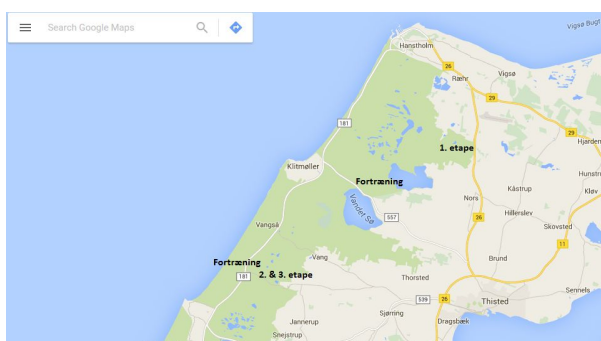 Search Google Maps
Vigsø Bugt
Hanstholm
26
Ræhr
Vigsø
29
181
29
1. etape
Hjarden
Klitmøller
Hunstr
Fortræning
Kåstrup
Kløv
Nors
Vandet Sø
Hillerslev
557
26
Skovsted
Vangså
11
Vang
Brund
Fortræning
181
2. & 3. etape
Thorsted
Sennels
539
26
Thisted
Sjørring
Jannerup
Dragsbæk
Snejstrup